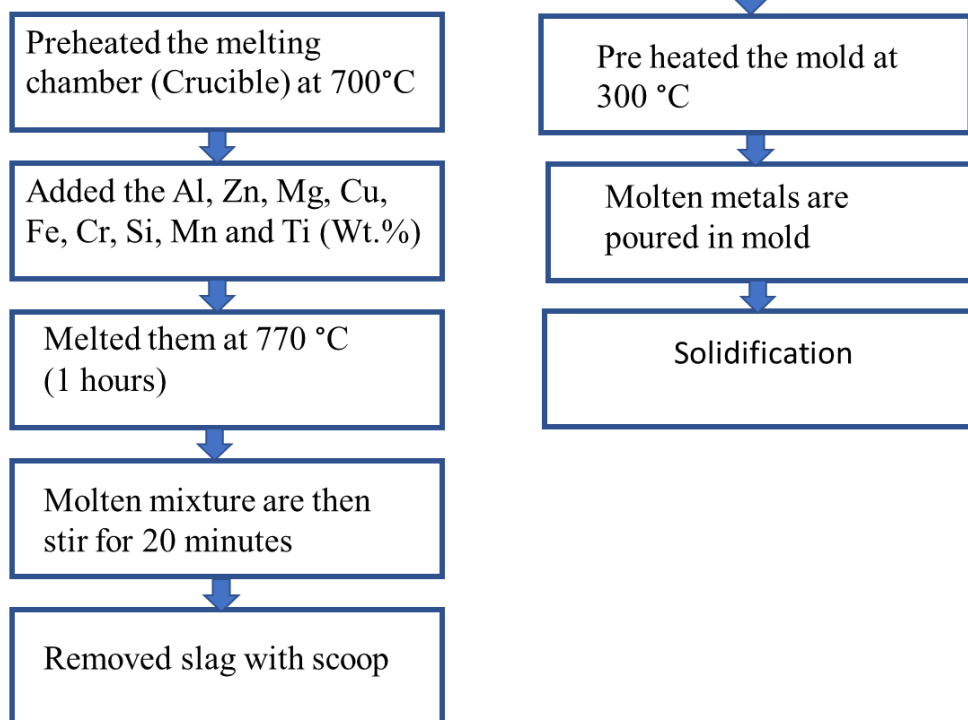 Preheated the melting
chamber (Crucible) at 700°C
Added the Al, Zn, Mg, Cu,
Fe, Cr, Si, Mn and Ti (Wt.%)
Melted them at 770 °C
(1 hours)
Molten mixture are then
stir for 20 minutes
Removed slag with scoop
Pre heated the mold at
300 °C
Molten metals are
poured in mold
Solidification